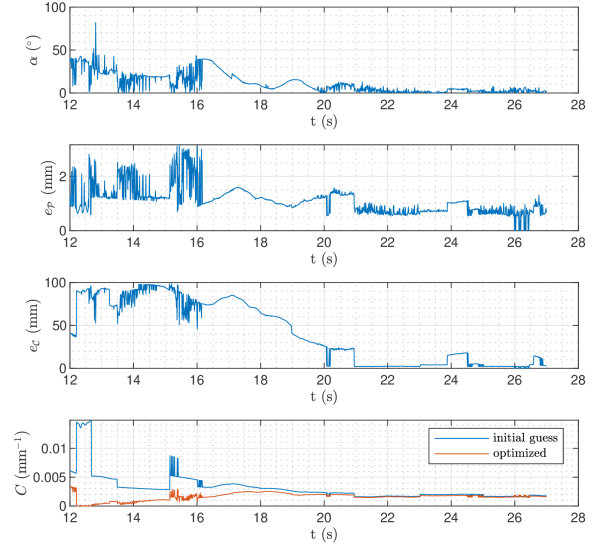 100
50
0
α (°)
12 14 16 18 20 22 24 26 28
t (s)
2
0
e_P (mm)
12 14 16 18 20 22 24 26 28
t (s)
100
50
0
e_C (mm)
12 14 16 18 20 22 24 26 28
t (s)
0.01
0.005
0
C (mm⁻¹)
initial guess
optimized
12 14 16 18 20 22 24 26 28
t (s)